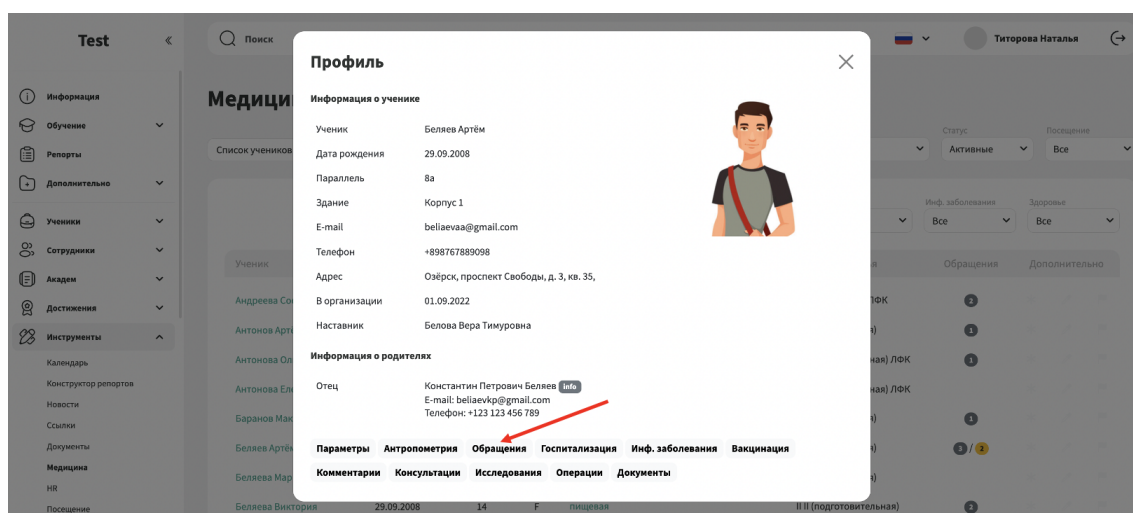 Test «
Поиск
Титорова Наталья
Профиль
Информация
Медици
Информация о ученике
Обучение
Ученик Беляев Артём
Статус Посещение
Репорты
Список учеников
Дата рождения 29.09.2008
Активные Все
Параллель 8а
Дополнительно
Здание Корпус 1
Инф. заболевания Здоровье
Ученики
E-mail beliaevaa@gmail.com
Все Все
Сотрудники
Телефон +898767889098
Ученик
Обращения Дополнительно
Академ
Адрес Озёрск, проспект Свободы, д. 3, кв. 35,
В организации 01.09.2022
Андреева Со
ЛФК 2
Достижения
Наставник Белова Вера Тимуровна
Антонов Арт
1
Инструменты
Информация о родителях
Антонова Ол
ная) ЛФК 1
Календарь
Конструктор репортов
Отец Константин Петрович Беляев info
Антонова Еле
ная) ЛФК
E-mail: beliaevkp@gmail.com
Новости
Телефон: +123 123 456 789
Ссылки
Баранов Мак
1
Документы
Беляев Артём
Параметры Антропометрия Обращения Госпитализация Инф. заболевания Вакцинация
3 / 2
Медицина
Комментарии Консультации Исследования Операции Документы
Беляева Мар
HR
Посещение
Беляева Виктория 29.09.2008 14 F пищевая II II (подготовительная) 3